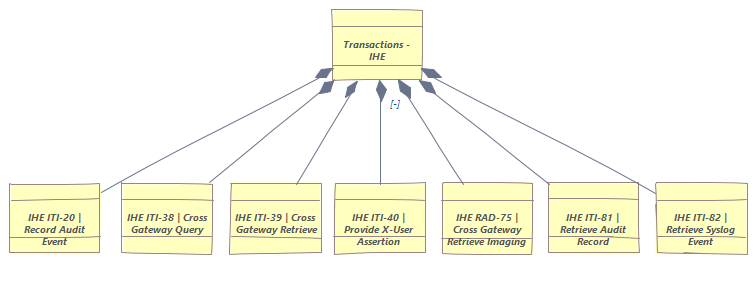 Transactions -
IHE
[-]
IHE ITI-20 |
Record Audit
Event
IHE ITI-38 | Cross
Gateway Query
IHE ITI-39 | Cross
Gateway Retrieve
IHE ITI-40 |
Provide X-User
Assertion
IHE RAD-75 |
Cross Gateway
Retrieve Imaging
IHE ITI-81 |
Retrieve Audit
Record
IHE ITI-82 |
Retrieve Syslog
Event